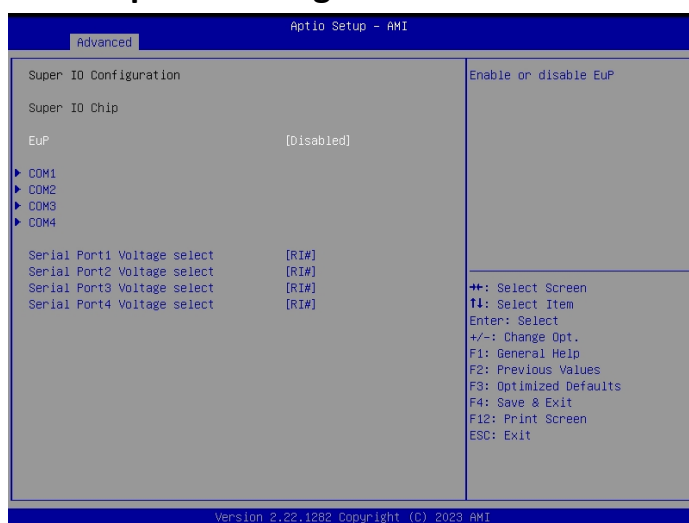 Aptio Setup - AMI
Advanced
Super IO Configuration
Super IO Chip
EuP [Disabled]
COM1
COM2
COM3
COM4
Serial Port1 Voltage select [RI#]
Serial Port2 Voltage select [RI#]
Serial Port3 Voltage select [RI#]
Serial Port4 Voltage select [RI#]
Enable or disable EuP
→←: Select Screen
↑↓: Select Item
Enter: Select
+/-: Change Opt.
F1: General Help
F2: Previous Values
F3: Optimized Defaults
F4: Save & Exit
F12: Print Screen
ESC: Exit
Version 2.22.1282 Copyright (C) 2023 AMI